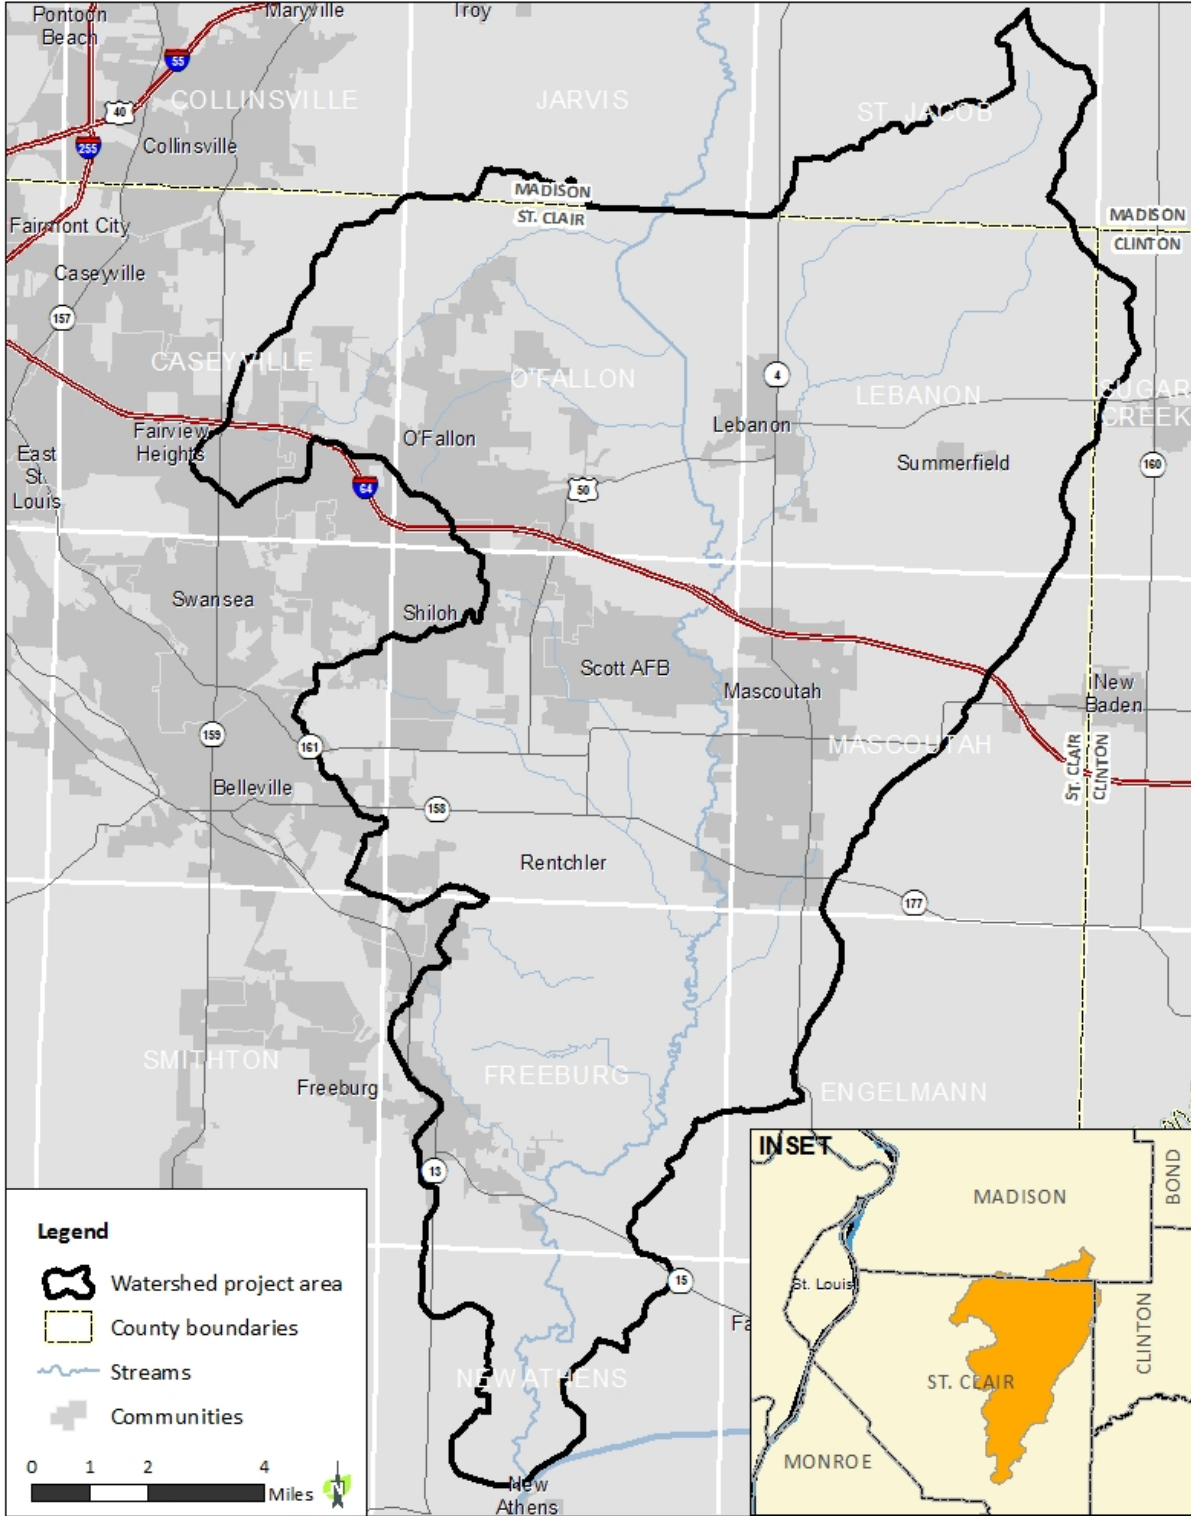 Pontoon
Beach
Maryville
Troy
55
COLLINSVILLE
JARVIS
40
ST. JACOB
255
Collinsville
MADISON
ST. CLAIR
MADISON
CLINTON
Fairmont City
Caseyville
157
CASEYVILLE
O'FALLON
4
LEBANON
SUGAR
CREEK
Fairview
Heights
O'Fallon
Lebanon
East
St.
Louis
Summerfield
160
64
50
Swansea
Shiloh
Scott AFB
Mascoutah
New
Baden
159
161
MASCOUTAH
ST. CLAIR
CLINTON
Belleville
158
Rentchler
177
SMITHTON
Freeburg
FREEBURG
ENGELMANN
13
15
Fa
NEW ATHENS
New
Athens
Legend
Watershed project area
County boundaries
Streams
Communities
0 1 2 4
Miles
N
INSET
MADISON
BOND
St. Louis
CLINTON
ST. CLAIR
MONROE